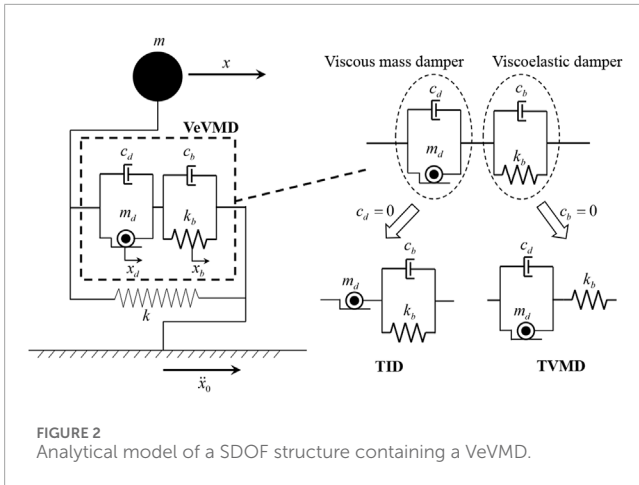 m
x
VeVMD
c_d
c_b
m_d
k_b
x_d
x_b
k
ẍ_0
Viscous mass damper
Viscoelastic damper
c_d
c_b
m_d
k_b
c_d = 0
c_b = 0
c_b
m_d
k_b
TID
c_d
k_b
m_d
TVMD
FIGURE 2
Analytical model of a SDOF structure containing a VeVMD.